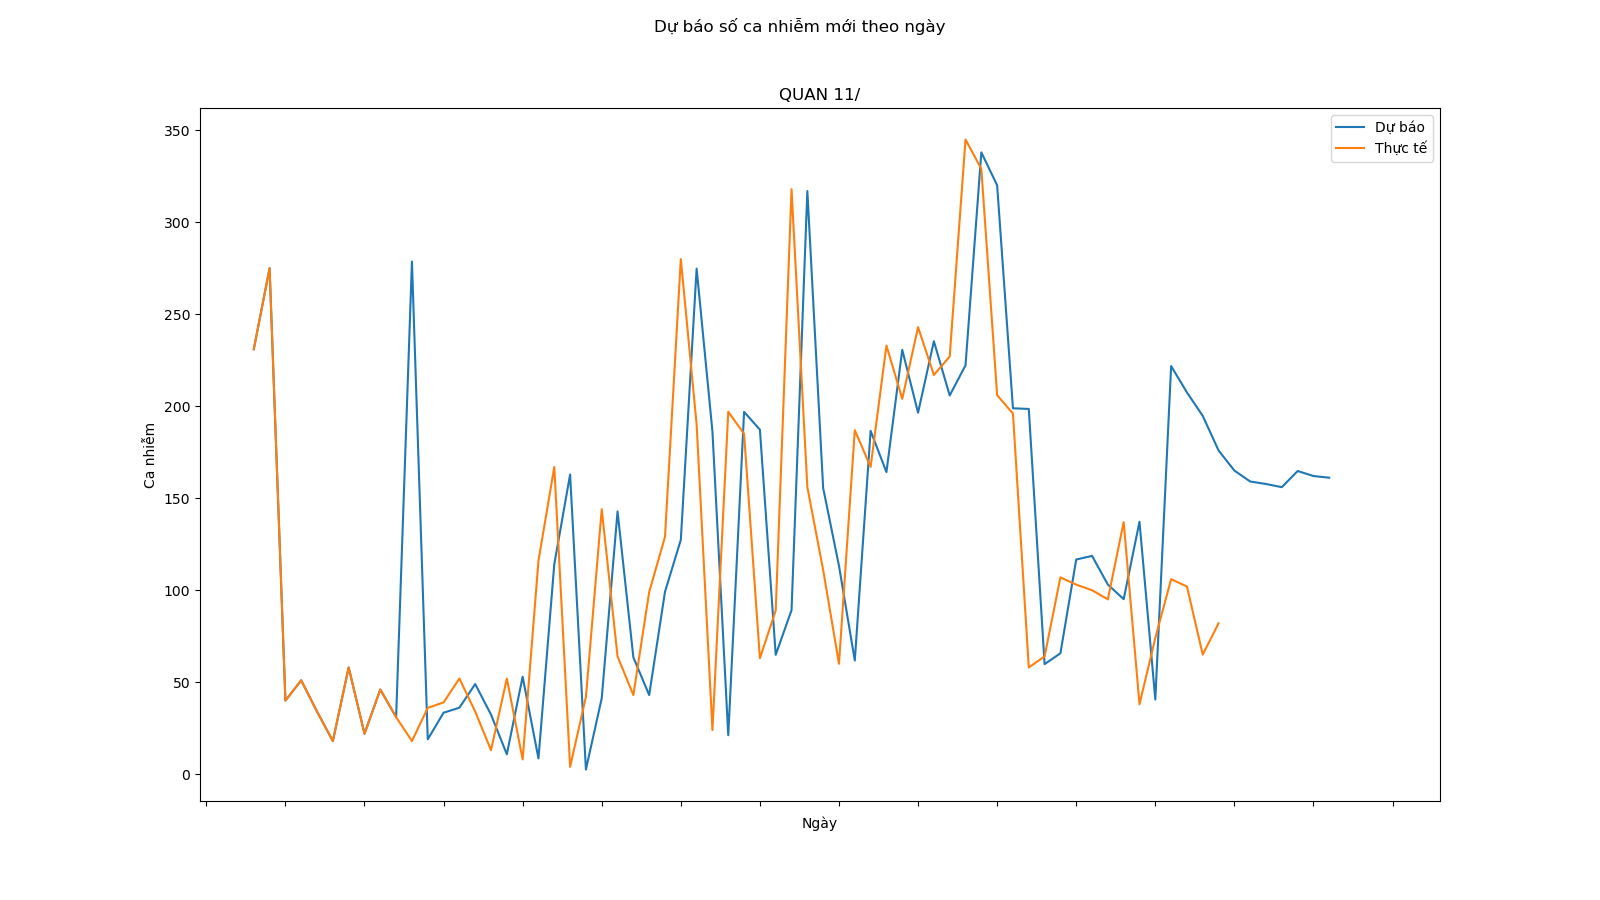 Dự báo số ca nhiễm mới theo ngày
QUAN 11/
Dự báo
Thực tế
350
300
250
200
150
100
50
0
Ca nhiễm
Ngày